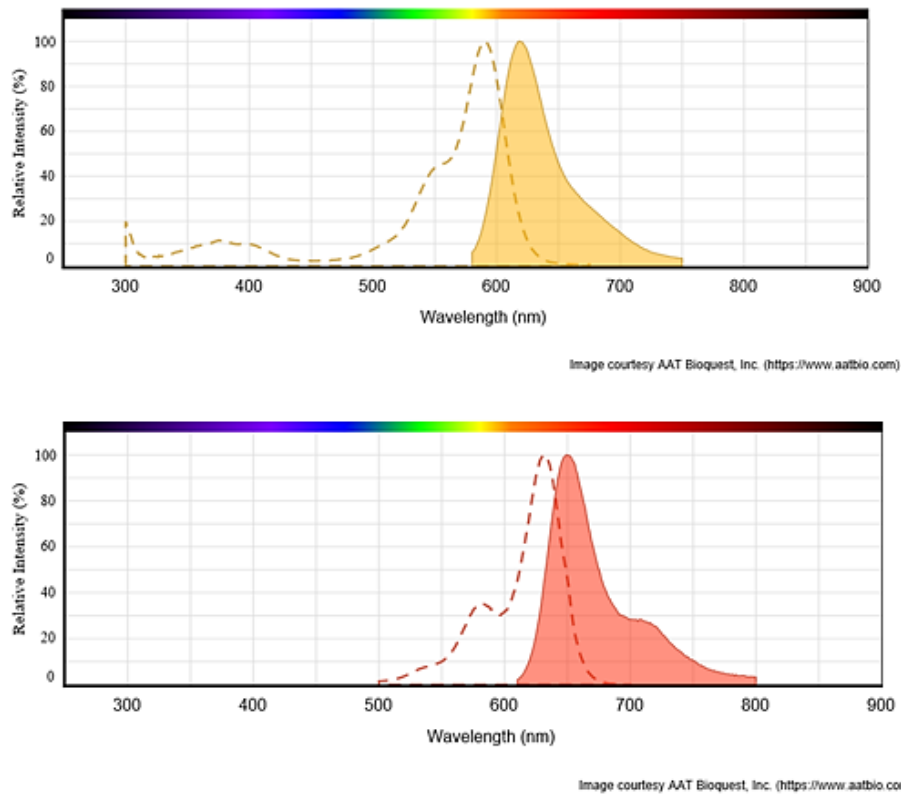 Relative Intensity (%)
100
80
60
40
20
0
300 400 500 600 700 800 900
Wavelength (nm)
Image courtesy AAT Bioquest, Inc. (https://www.aatbio.com)
Relative Intensity (%)
100
80
60
40
20
0
300 400 500 600 700 800 900
Wavelength (nm)
Image courtesy AAT Bioquest, Inc. (https://www.aatbio.co